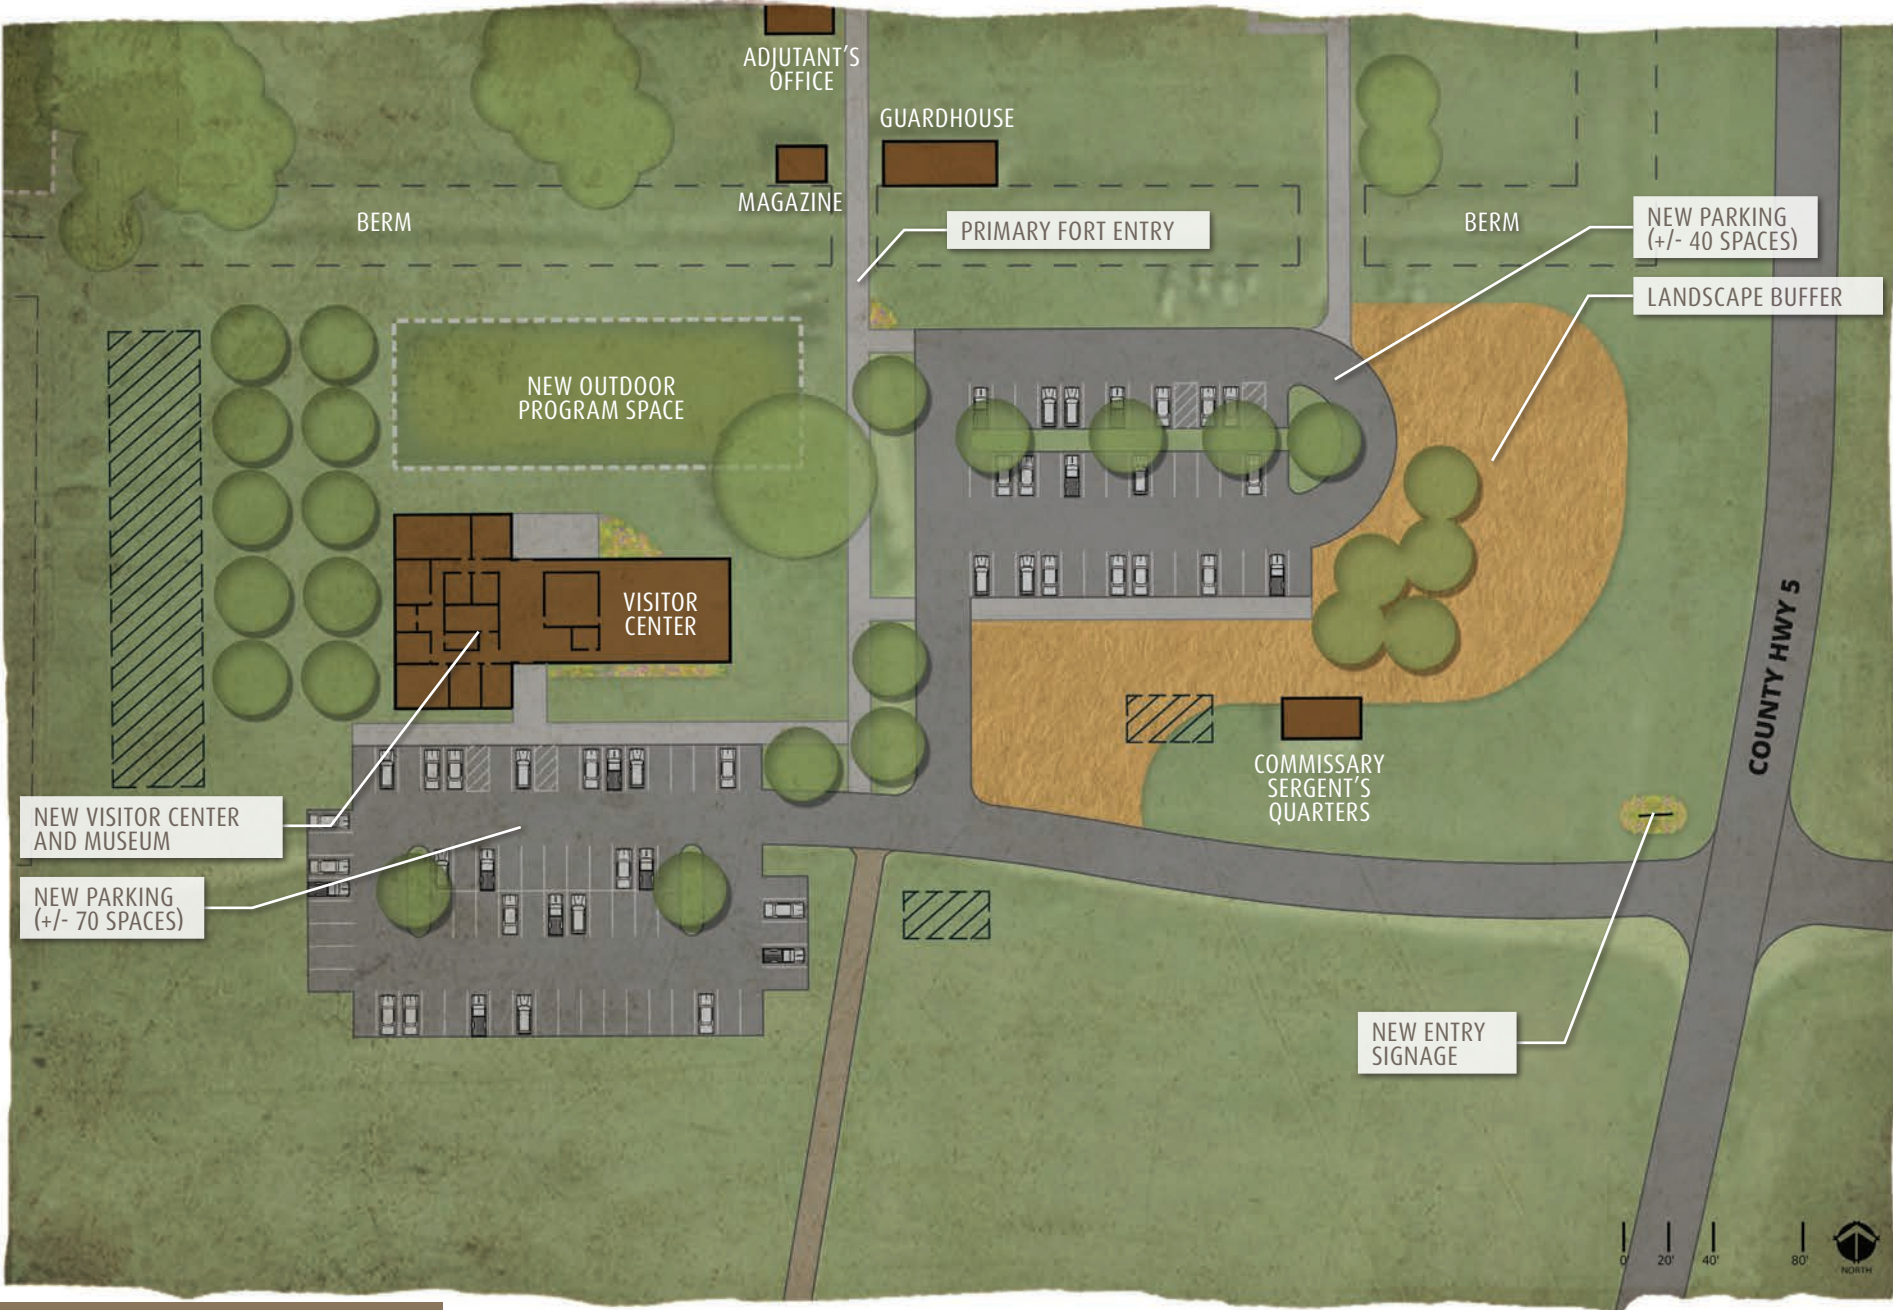 ADJUTANT'S
OFFICE
GUARDHOUSE
MAGAZINE
BERM
PRIMARY FORT ENTRY
BERM
NEW PARKING
(+/- 40 SPACES)
LANDSCAPE BUFFER
NEW OUTDOOR
PROGRAM SPACE
VISITOR
CENTER
COUNTY HWY 5
COMMISSARY
SERGENT'S
QUARTERS
NEW VISITOR CENTER
AND MUSEUM
NEW PARKING
(+/- 70 SPACES)
NEW ENTRY
SIGNAGE
0' 20' 40' 80'
NORTH